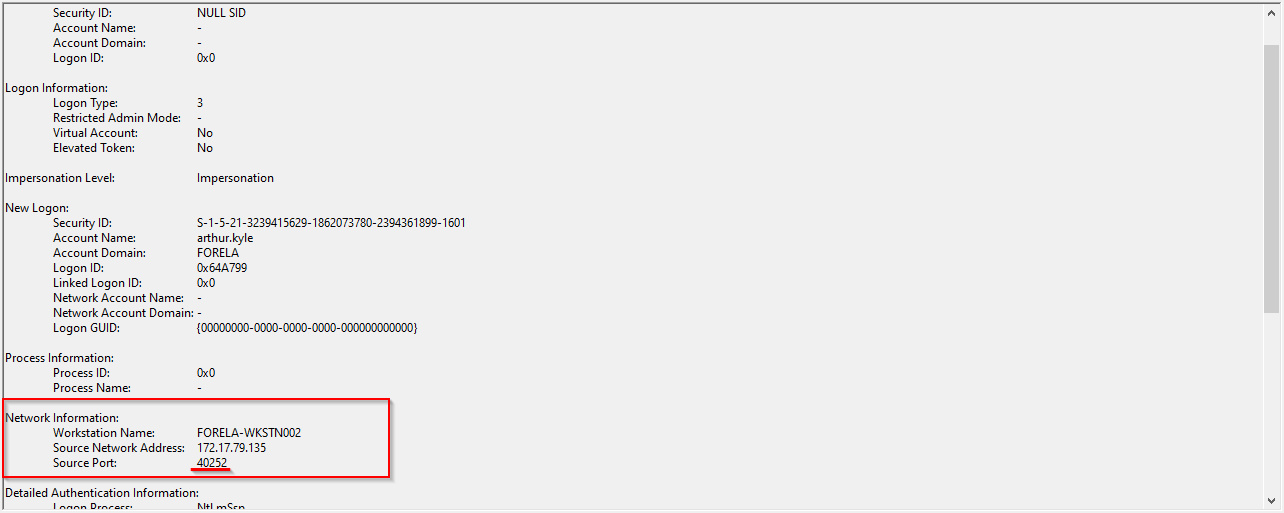 Security ID: NULL SID
Account Name: -
Account Domain: -
Logon ID: 0x0
Logon Information:
Logon Type: 3
Restricted Admin Mode: -
Virtual Account: No
Elevated Token: No
Impersonation Level: Impersonation
New Logon:
Security ID: S-1-5-21-3239415629-1862073780-2394361899-1601
Account Name: arthur.kyle
Account Domain: FORELA
Logon ID: 0x64A799
Linked Logon ID: 0x0
Network Account Name: -
Network Account Domain: -
Logon GUID: {00000000-0000-0000-0000-000000000000}
Process Information:
Process ID: 0x0
Process Name: -
Network Information:
Workstation Name: FORELA-WKSTN002
Source Network Address: 172.17.79.135
Source Port: 40252
Detailed Authentication Information:
Logon Process: NtLmSsp